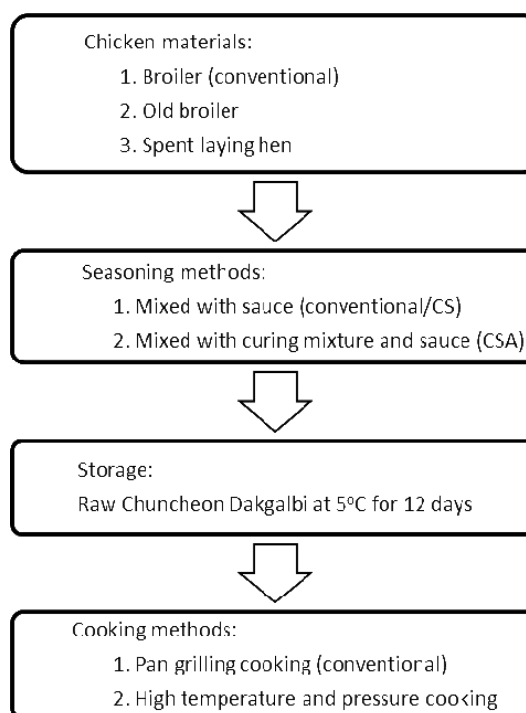 Chicken materials:
1. Broiler (conventional)
2. Old broiler
3. Spent laying hen
Seasoning methods:
1. Mixed with sauce (conventional/CS)
2. Mixed with curing mixture and sauce (CSA)
Storage:
Raw Chuncheon Dakgalbi at 5ºC for 12 days
Cooking methods:
1. Pan grilling cooking (conventional)
2. High temperature and pressure cooking